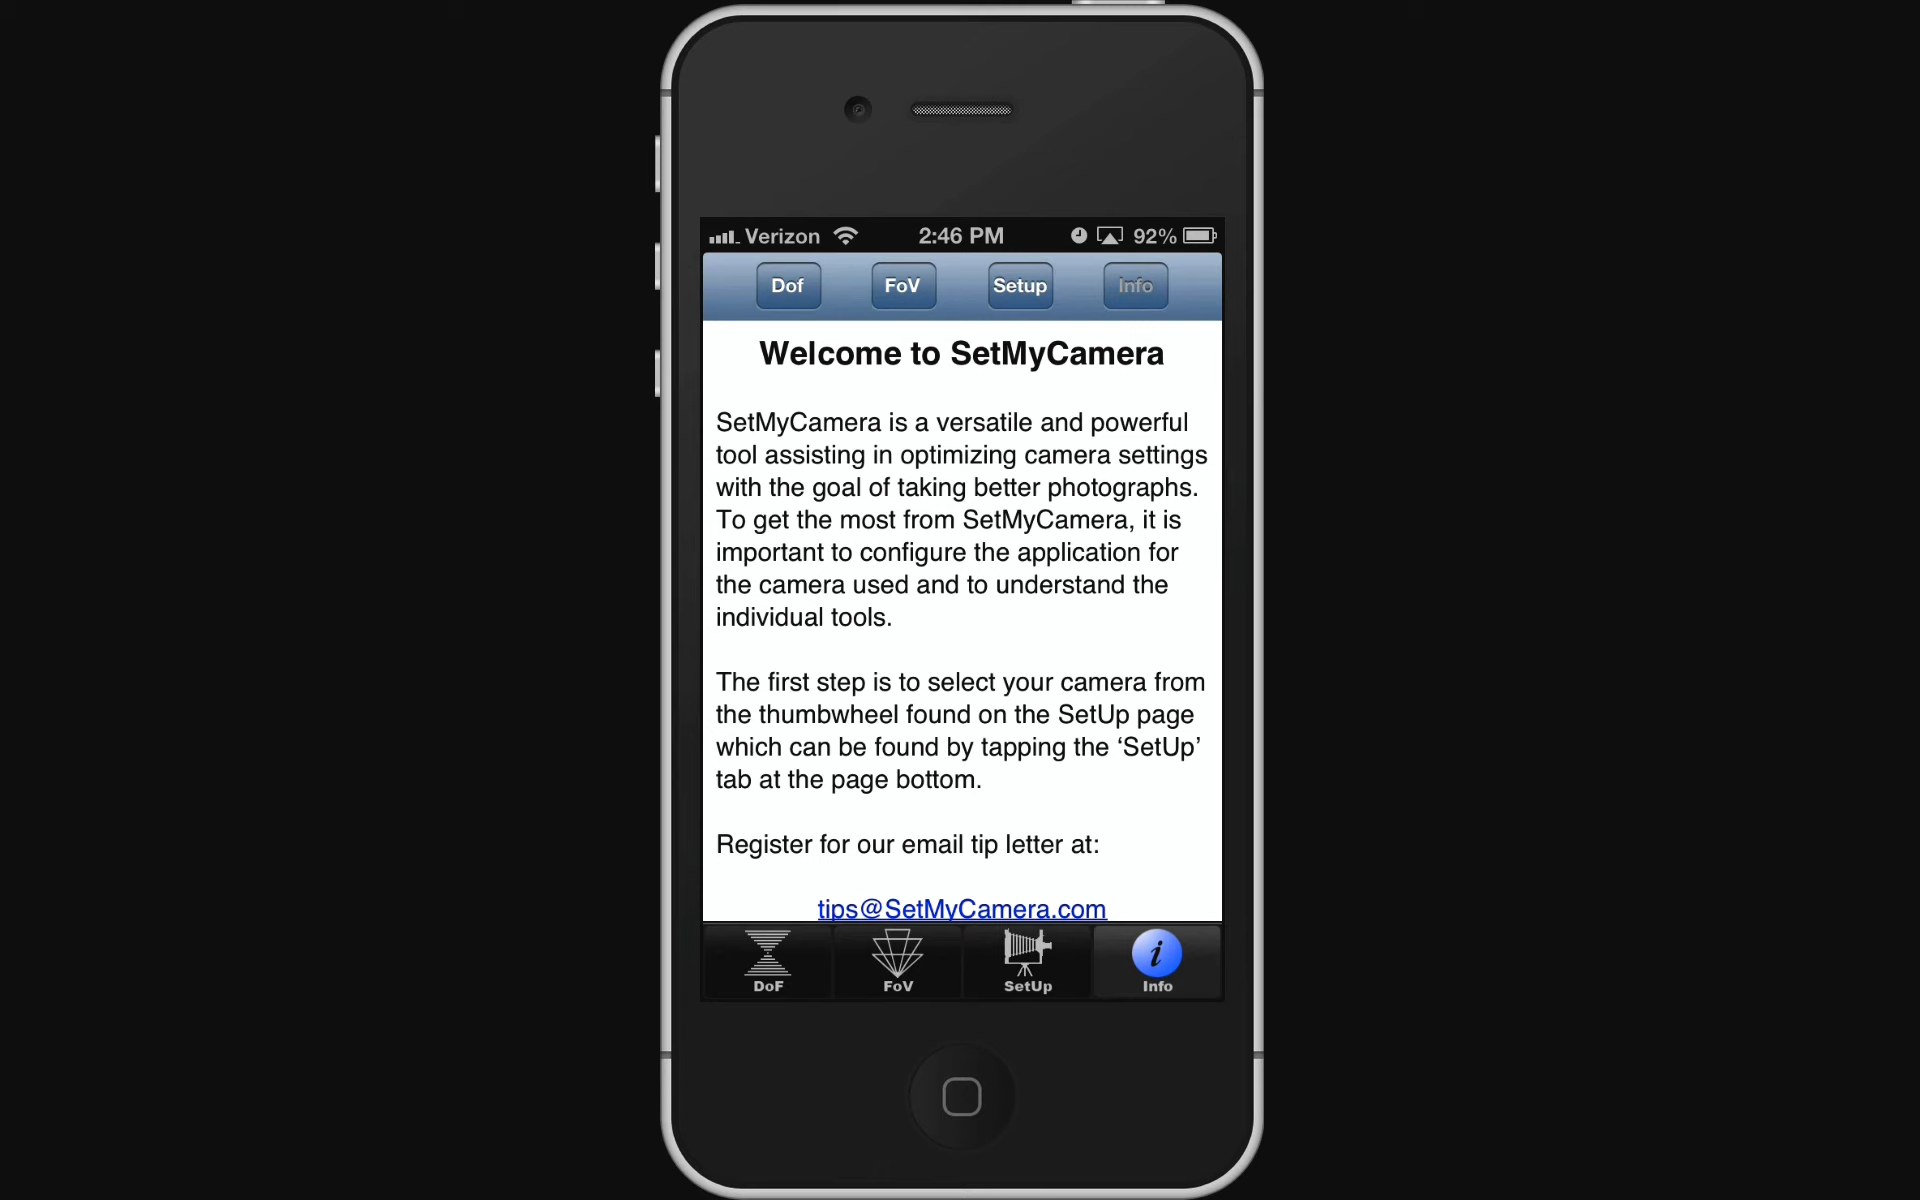 Verizon 2:46 PM 92%
Dof FoV Setup Info
Welcome to SetMyCamera
SetMyCamera is a versatile and powerful
tool assisting in optimizing camera settings
with the goal of taking better photographs.
To get the most from SetMyCamera, it is
important to configure the application for
the camera used and to understand the
individual tools.
The first step is to select your camera from
the thumbwheel found on the SetUp page
which can be found by tapping the ‘SetUp’
tab at the page bottom.
Register for our email tip letter at:
tips@SetMyCamera.com
DoF FoV SetUp Info